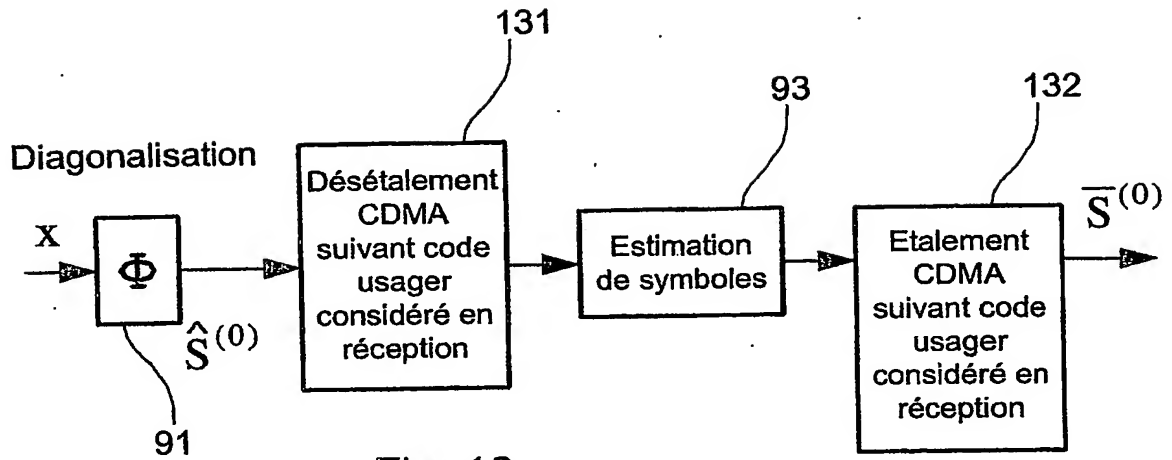 131
93
132
Diagonalisation
x
Φ
Ŝ(0)
91
Désétalement
CDMA
suivant code
usager
considéré en
réception
Estimation
de symboles
Etalement
CDMA
suivant code
usager
considéré en
réception
S̅(0)